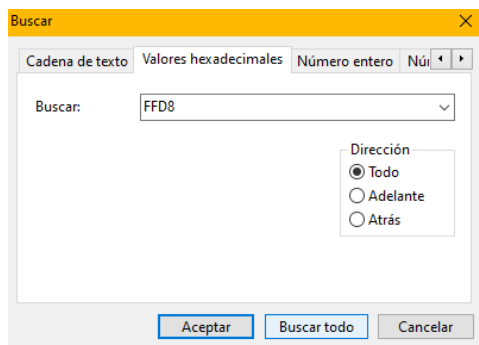 Buscar
Cadena de texto Valores hexadecimales Número entero
Buscar: FFD8
Dirección
Todo
Adelante
Atrás
Aceptar Buscar todo Cancelar